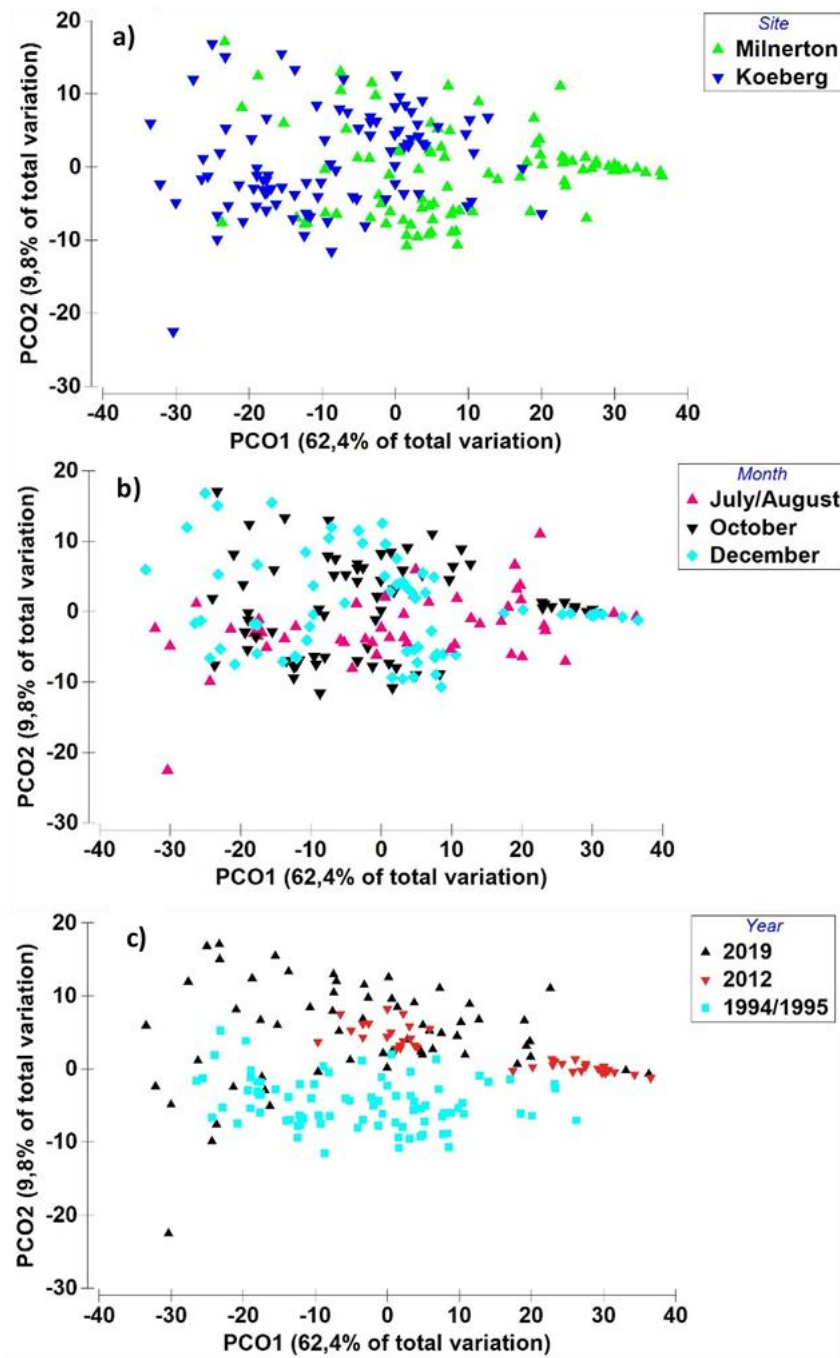 a)
Site
Milnerton
Koeberg
20
10
0
-10
-20
-30
PCO2 (9,8% of total variation)
-40 -30 -20 -10 0 10 20 30 40
PCO1 (62,4% of total variation)
b)
Month
July/August
October
December
20
10
0
-10
-20
-30
PCO2 (9,8% of total variation)
-40 -30 -20 -10 0 10 20 30 40
PCO1 (62,4% of total variation)
c)
Year
2019
2012
1994/1995
20
10
0
-10
-20
-30
PCO2 (9,8% of total variation)
-40 -30 -20 -10 0 10 20 30 40
PCO1 (62,4% of total variation)